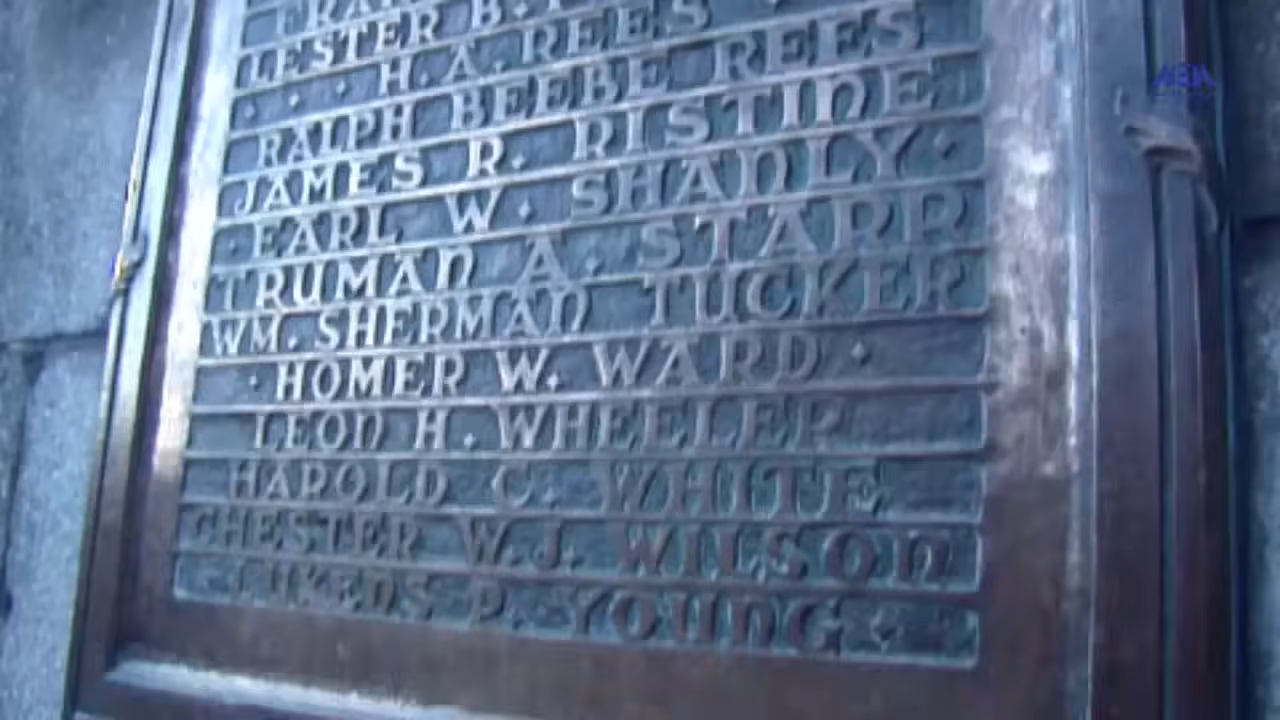 LESTER B.
H. A. REES
RALPH BEEBE REES
JAMES R. RISTINE
EARL W. SHANLY
TRUMAN A. STARR
WM. SHERMAN TUCKER
HOMER W. WARD
LEON H. WHEELER
HAROLD C. WHITE
CHESTER W. J. WILSON
LUKENS P. YOUNG